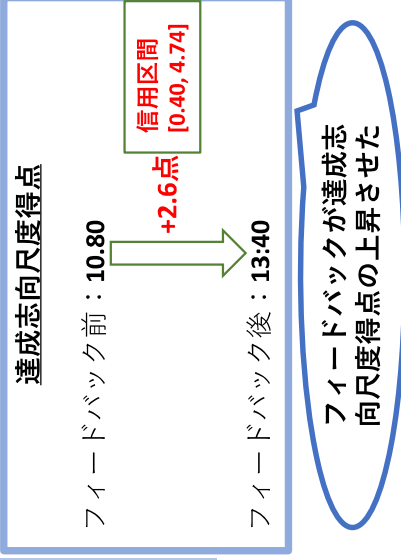 達成志向尺度得点
フィードバック前：10.80
+2.6点
信用区間
[0.40, 4.74]
フィードバック後：13:40
フィードバックが達成志
向尺度得点の上昇させた